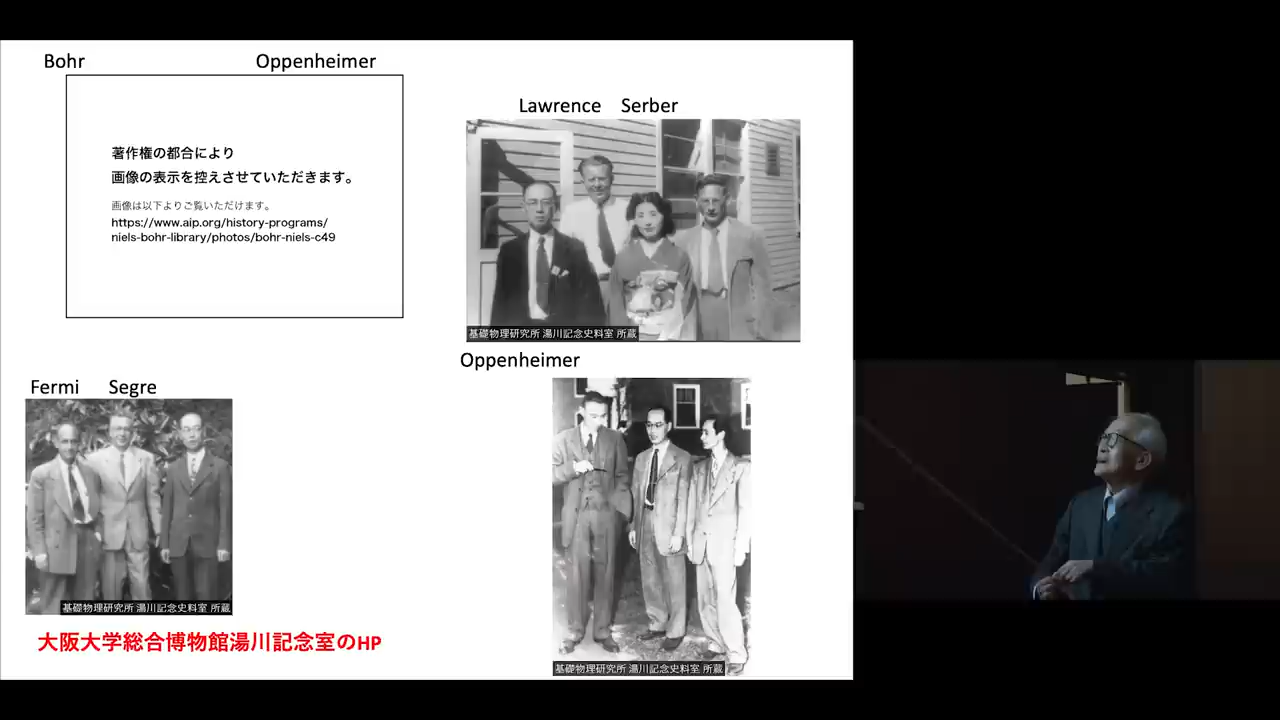 Bohr
Oppenheimer
著作権の都合により
画像の表示を控えさせていただきます。
画像は以下よりご覧いただけます。
https://www.aip.org/history-programs/
niels-bohr-library/photos/bohr-niels-c49
Lawrence Serber
基礎物理研究所 湯川記念史料室 所蔵
Oppenheimer
Fermi Segre
基礎物理研究所 湯川記念史料室 所蔵
基礎物理研究所 湯川記念史料室 所蔵
大阪大学総合博物館湯川記念室のHP